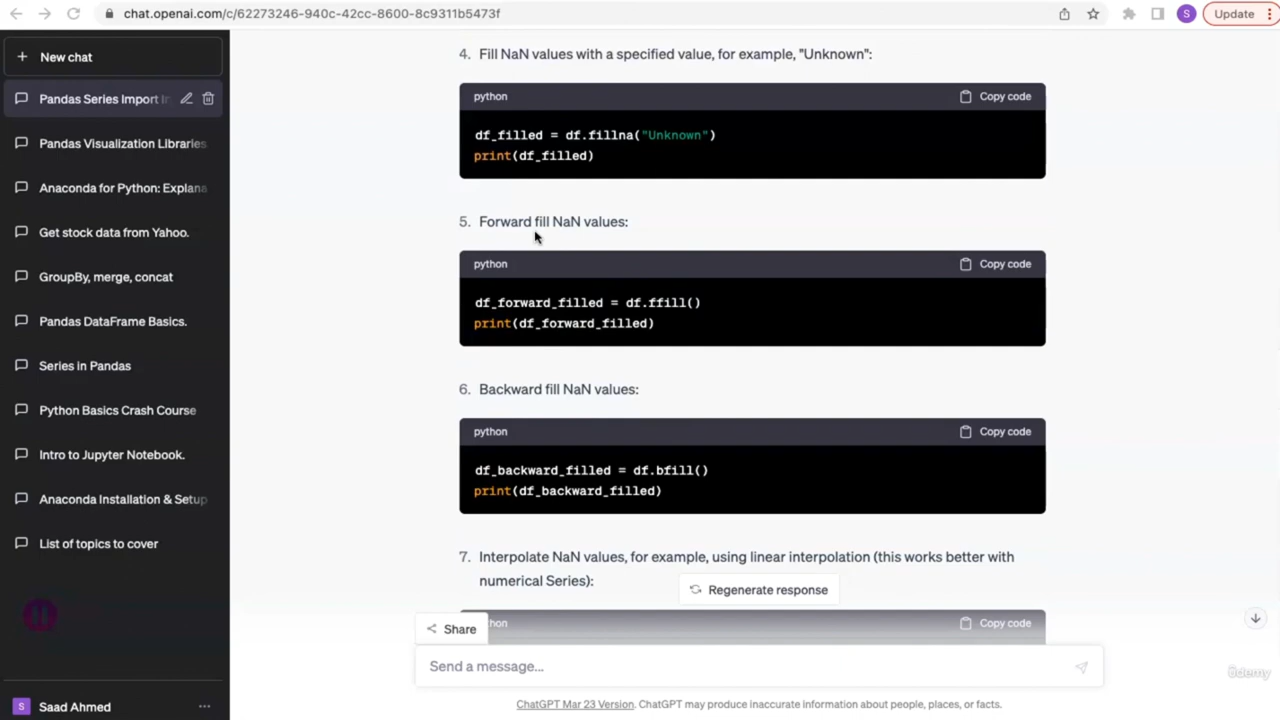 chat.openai.com/c/62273246-940c-42cc-8600-8c9311b5473f
S
Update
New chat
Pandas Series Import I
Pandas Visualization Libraries
Anaconda for Python: Explana
Get stock data from Yahoo.
GroupBy, merge, concat
Pandas DataFrame Basics.
Series in Pandas
Python Basics Crash Course
Intro to Jupyter Notebook.
Anaconda Installation & Setup
List of topics to cover
S Saad Ahmed
4. Fill NaN values with a specified value, for example, "Unknown":
python Copy code
df_filled = df.fillna("Unknown")
print(df_filled)
5. Forward fill NaN values:
python Copy code
df_forward_filled = df.ffill()
print(df_forward_filled)
6. Backward fill NaN values:
python Copy code
df_backward_filled = df.bfill()
print(df_backward_filled)
7. Interpolate NaN values, for example, using linear interpolation (this works better with
numerical Series):
Regenerate response
hon Copy code
Share
Send a message...
ChatGPT Mar 23 Version. ChatGPT may produce inaccurate information about people, places, or facts.
ûdemy